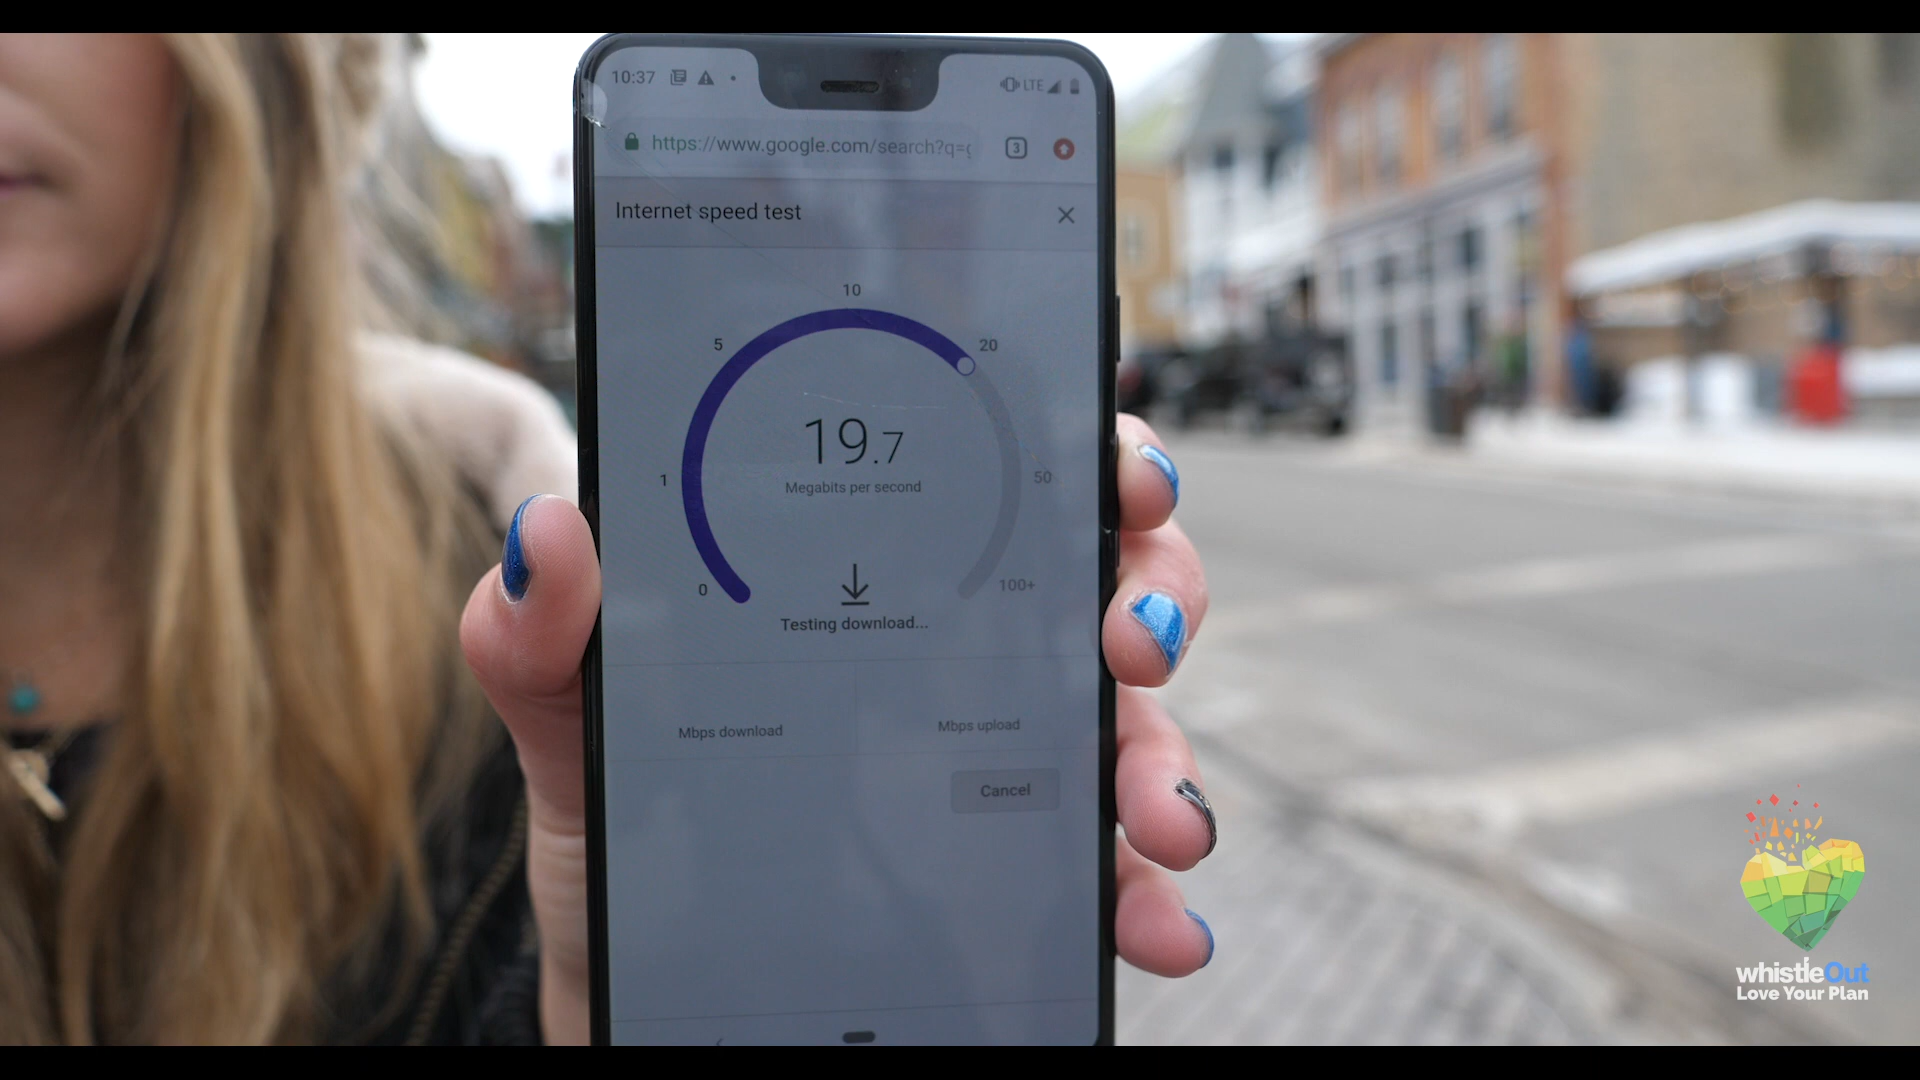 10:37
LTE
https://www.google.com/search?q=g
3
Internet speed test
10
5
20
19.7
Megabits per second
1
50
0
100+
Testing download...
Mbps download
Mbps upload
Cancel
whistleOut
Love Your Plan